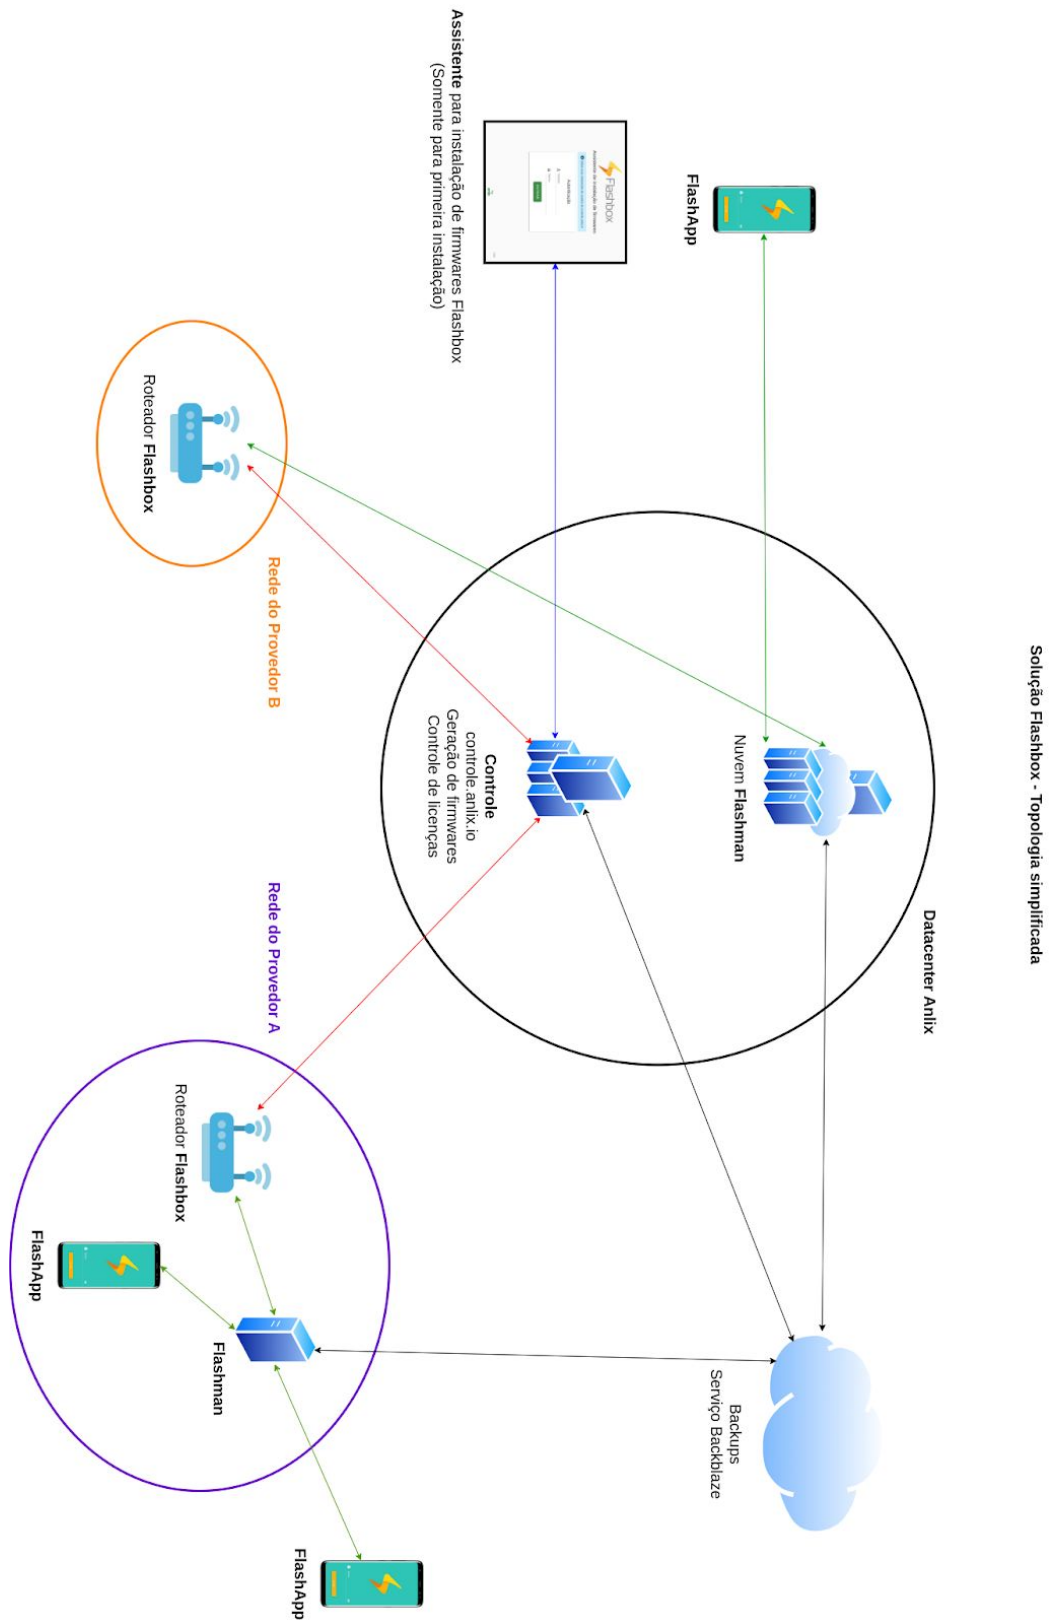 Solução Flashbox - Topologia simplificada
Datacenter Anlix
FlashApp
Nuvem Flashman
Backups
Serviço Backblaze
Flashbox
Autenticação
Assistente para instalação de firmwares Flashbox
(Somente para primeira instalação)
Controle
controle.anlix.io
Geração de firmwares
Controle de licenças
Rede do Provedor B
Roteador Flashbox
Rede do Provedor A
Roteador Flashbox
Flashman
FlashApp
FlashApp